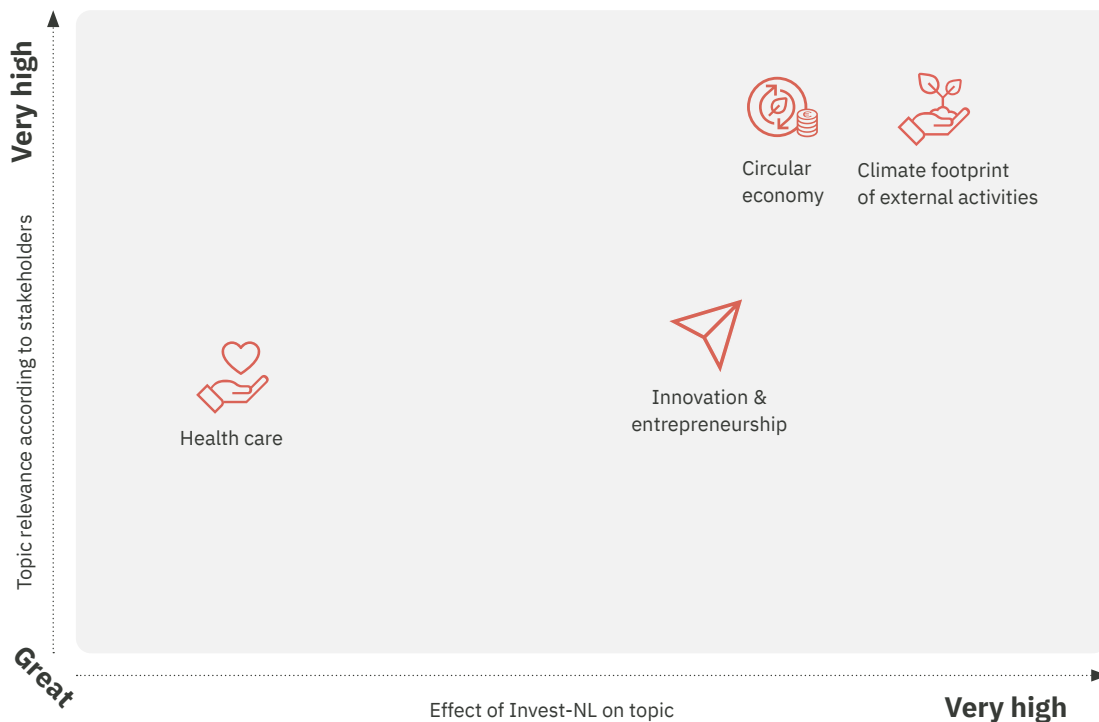 Very high
Topic relevance according to stakeholders
Circular
economy
Climate footprint
of external activities
Innovation &
entrepreneurship
Health care
Great
Effect of Invest-NL on topic
Very high